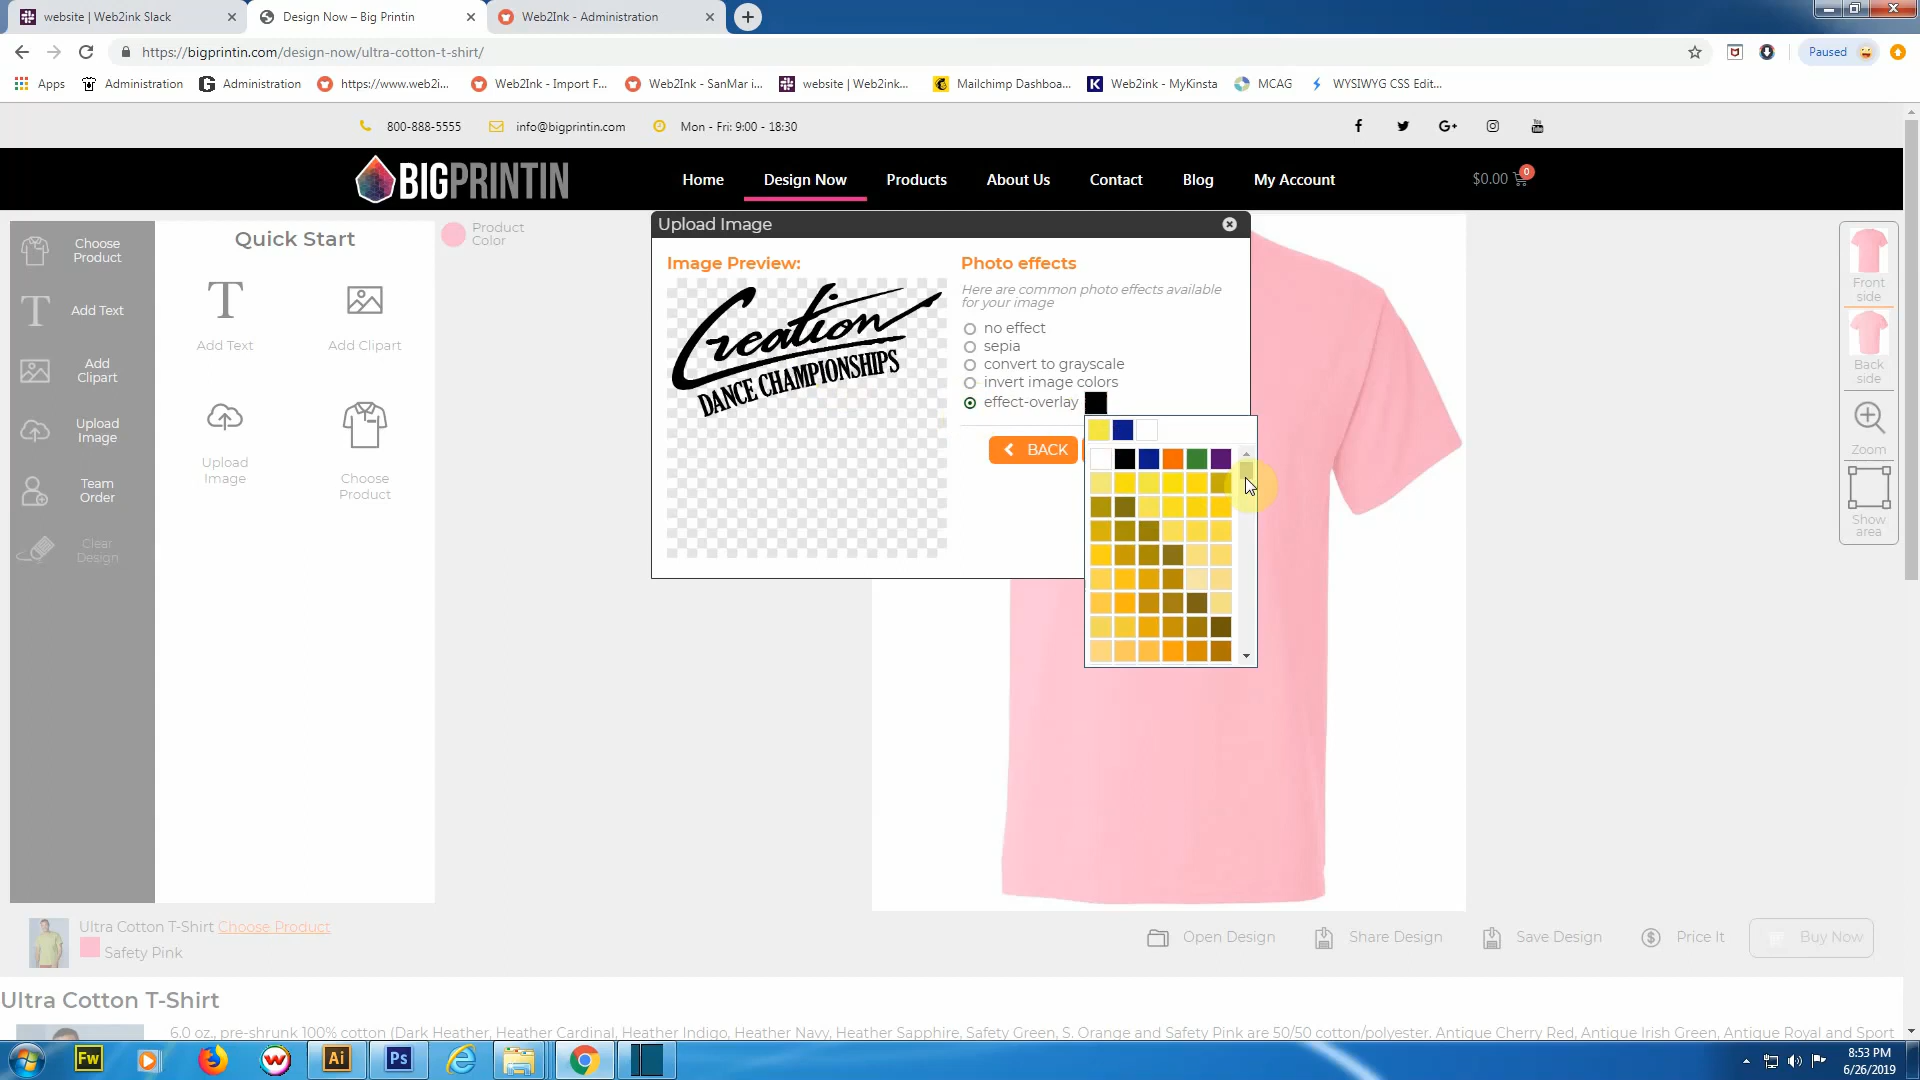 website | Web2ink Slack
Design Now – Big Printin
Web2Ink - Administration
https://bigprintin.com/design-now/ultra-cotton-t-shirt/
Paused
Apps
Administration
Administration
https://www.web2i...
Web2Ink - Import F...
Web2Ink - SanMar i...
website | Web2ink...
Mailchimp Dashboa...
Web2ink - MyKinsta
MCAG
WYSIWYG CSS Edit...
800-888-5555
info@bigprintin.com
Mon - Fri: 9:00 - 18:30
BIGPRINTIN
Home
Design Now
Products
About Us
Contact
Blog
My Account
$0.00
0
Choose
Product
Add Text
Add
Clipart
Upload
Image
Team
Order
Clear
Design
Quick Start
Add Text
Add Clipart
Upload
Image
Choose
Product
Product
Color
Upload Image
Image Preview:
Creation
DANCE CHAMPIONSHIPS
Photo effects
Here are common photo effects available
for your image
no effect
sepia
convert to grayscale
invert image colors
effect-overlay
BACK
Front
side
Back
side
Zoom
Show
area
Ultra Cotton T-Shirt Choose Product
Safety Pink
Open Design
Share Design
Save Design
Price It
Buy Now
Ultra Cotton T-Shirt
6.0 oz., pre-shrunk 100% cotton (Dark Heather, Heather Cardinal, Heather Indigo, Heather Navy, Heather Sapphire, Safety Green, S. Orange and Safety Pink are 50/50 cotton/polyester. Antique Cherry Red, Antique Irish Green, Antique Royal and Sport
Fw
Ai
Ps
8:53 PM
6/26/2019